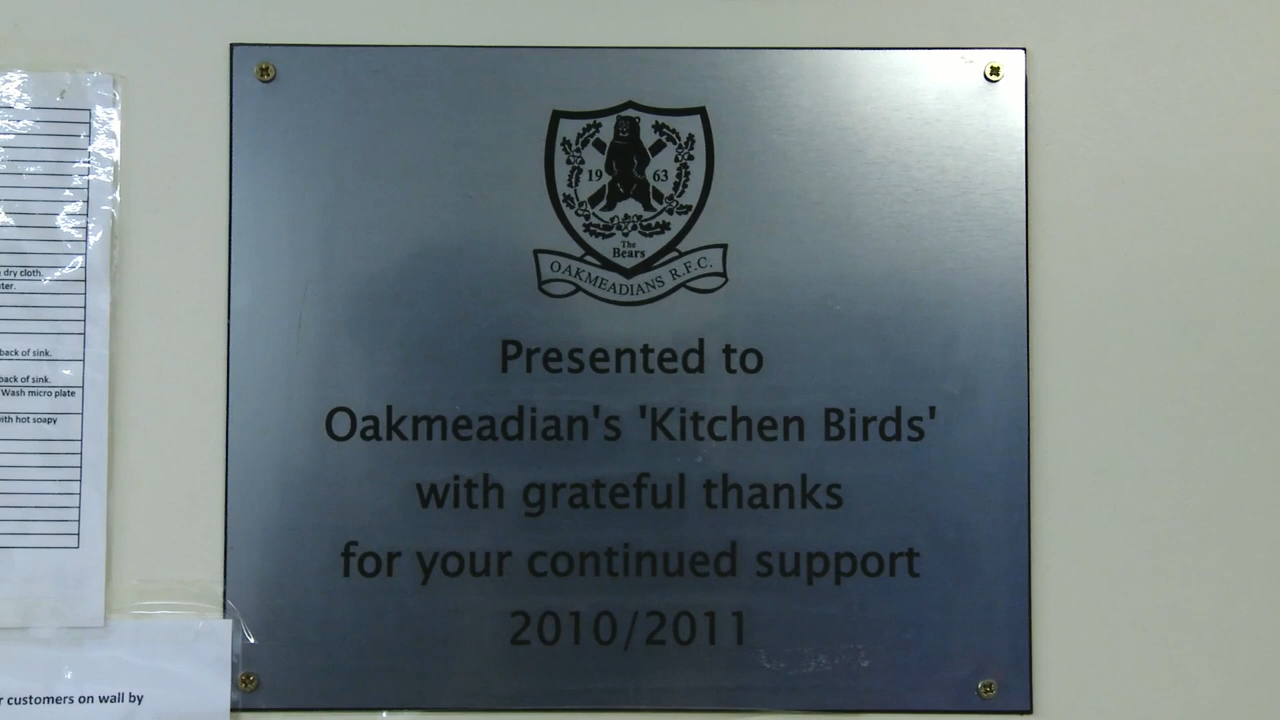 dry cloth.
ter.
back of sink.
back of sink.
Wash micro plate
with hot soapy
customers on wall by
19 63
The
Bears
OAKMEADIANS R.F.C.
Presented to
Oakmeadian's 'Kitchen Birds'
with grateful thanks
for your continued support
2010/2011